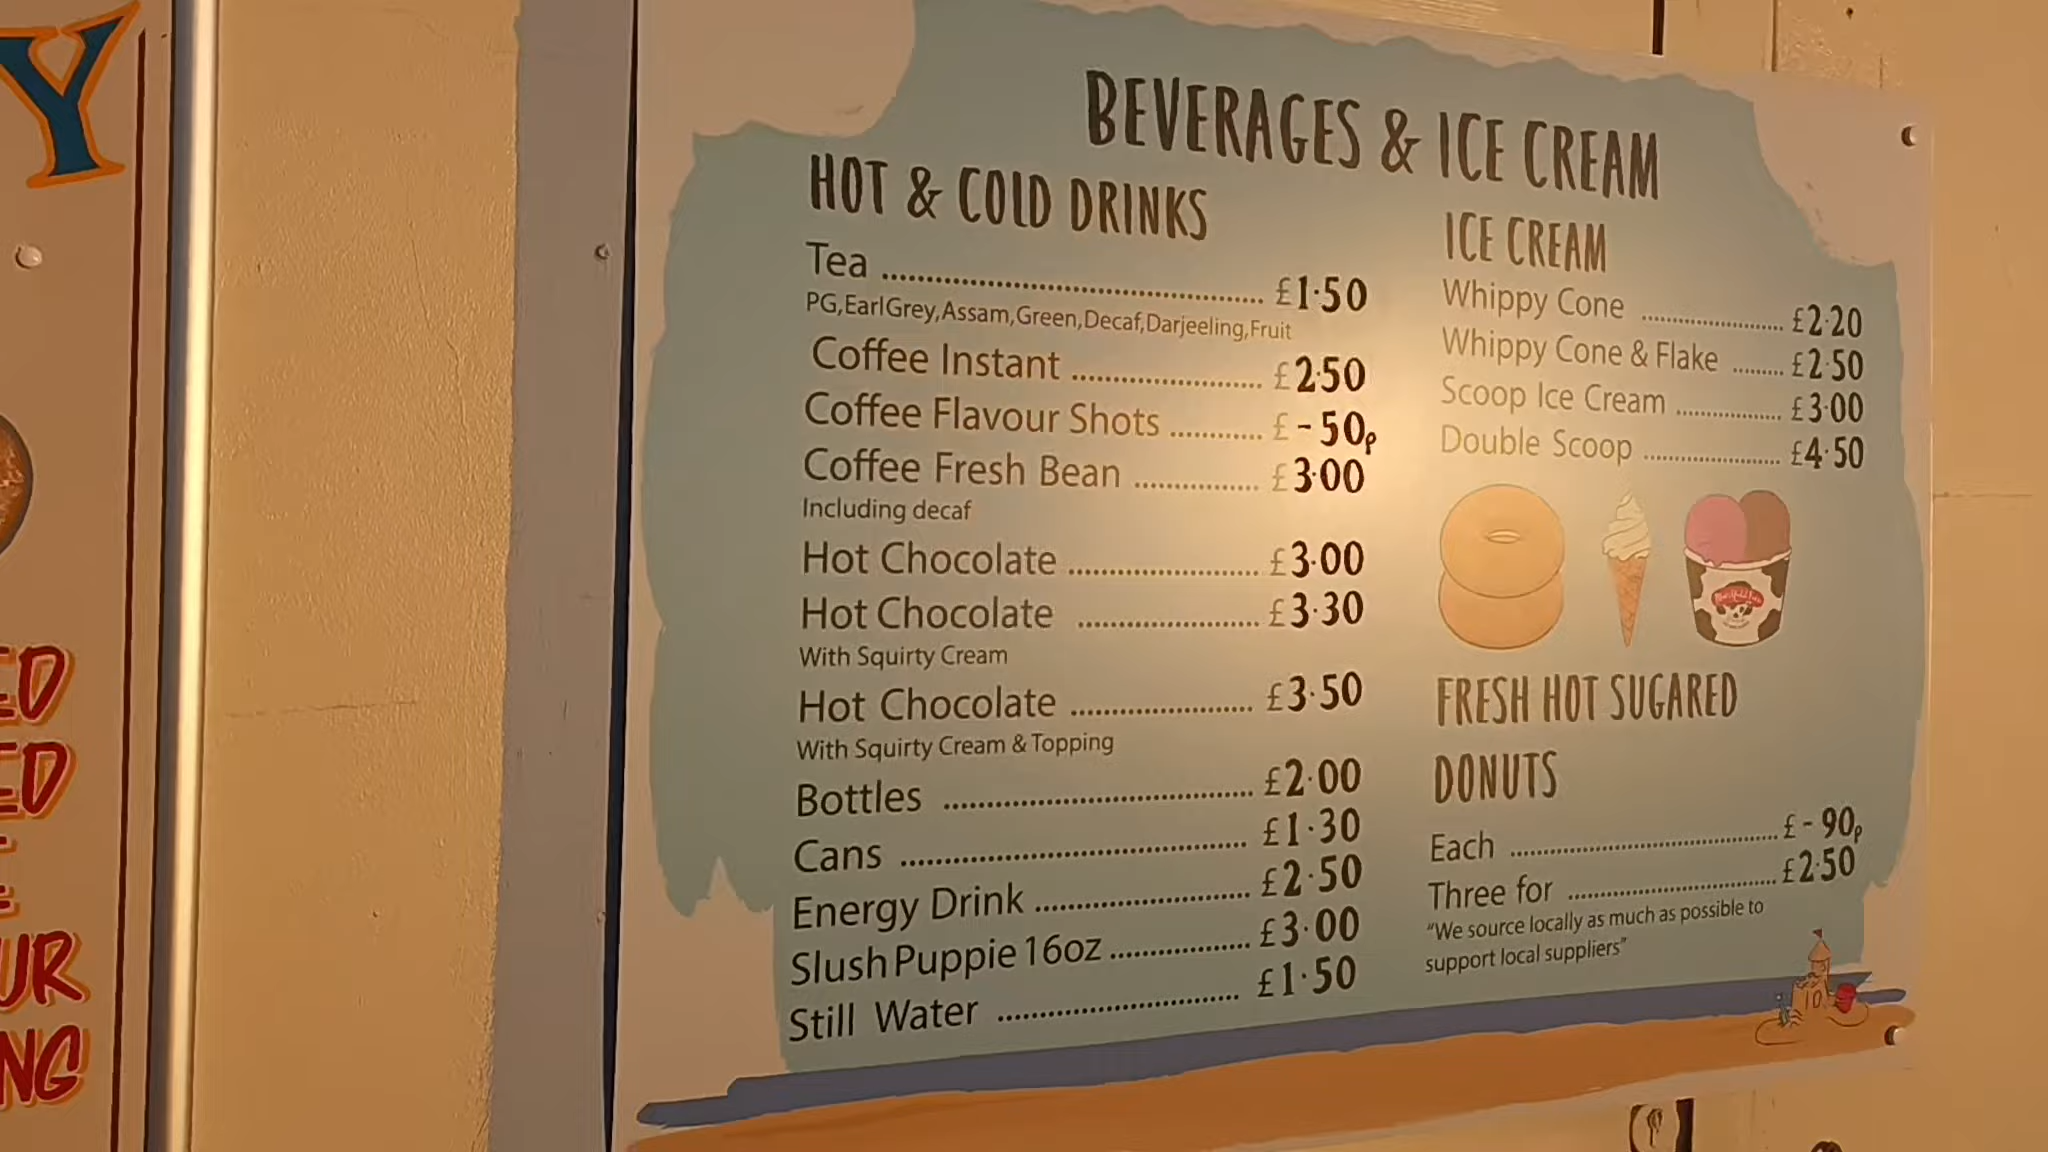 Y
ED
ED
UR
NG
BEVERAGES & ICE CREAM
HOT & COLD DRINKS
Tea ........ £1·50
PG,EarlGrey,Assam,Green,Decaf,Darjeeling,Fruit
Coffee Instant ........ £2·50
Coffee Flavour Shots ........ £-50p
Coffee Fresh Bean ........ £3·00
Including decaf
Hot Chocolate ........ £3·00
Hot Chocolate ........ £3·30
With Squirty Cream
Hot Chocolate ........ £3·50
With Squirty Cream & Topping
Bottles ........ £2·00
Cans ........ £1·30
Energy Drink ........ £2·50
Slush Puppie 16oz ........ £3·00
Still Water ........ £1·50
ICE CREAM
Whippy Cone ........ £2·20
Whippy Cone & Flake ........ £2·50
Scoop Ice Cream ........ £3·00
Double Scoop ........ £4·50
FRESH HOT SUGARED
DONUTS
Each ........ £-90p
Three for ........ £2·50
"We source locally as much as possible to
support local suppliers"